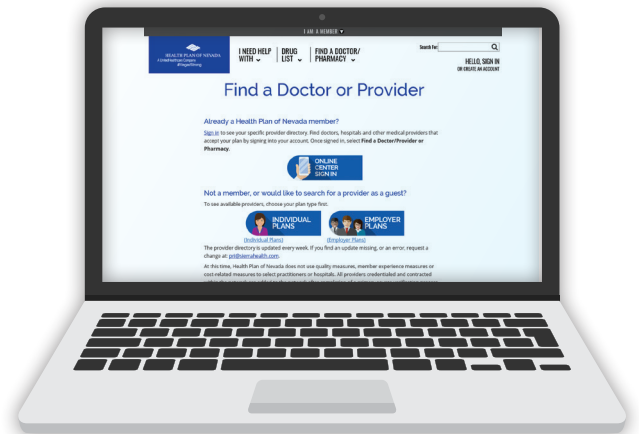 I AM A MEMBER
HEALTH PLAN OF NEVADA
A UnitedHealthcare Company
I NEED HELP
WITH
DRUG
LIST
FIND A DOCTOR/
PHARMACY
Search For:
HELLO, SIGN IN
OR CREATE AN ACCOUNT
Find a Doctor or Provider
Already a Health Plan of Nevada member?
Sign in to see your specific provider directory. Find doctors, hospitals and other medical providers that
accept your plan by signing into your account. Once signed in, select Find a Doctor/Provider or
Pharmacy.
ONLINE
CENTER
SIGN IN
Not a member, or would like to search for a provider as a guest?
To see available providers, choose your plan type first.
INDIVIDUAL
PLANS
EMPLOYER
PLANS
(Individual Plans)
(Employer Plans)
The provider directory is updated every week. If you find an update missing, or an error, request a
change at: pri@sierrahealth.com.
At this time, Health Plan of Nevada does not use quality measures, member experience measures or
cost-related measures to select practitioners or hospitals. All providers credentialed and contracted